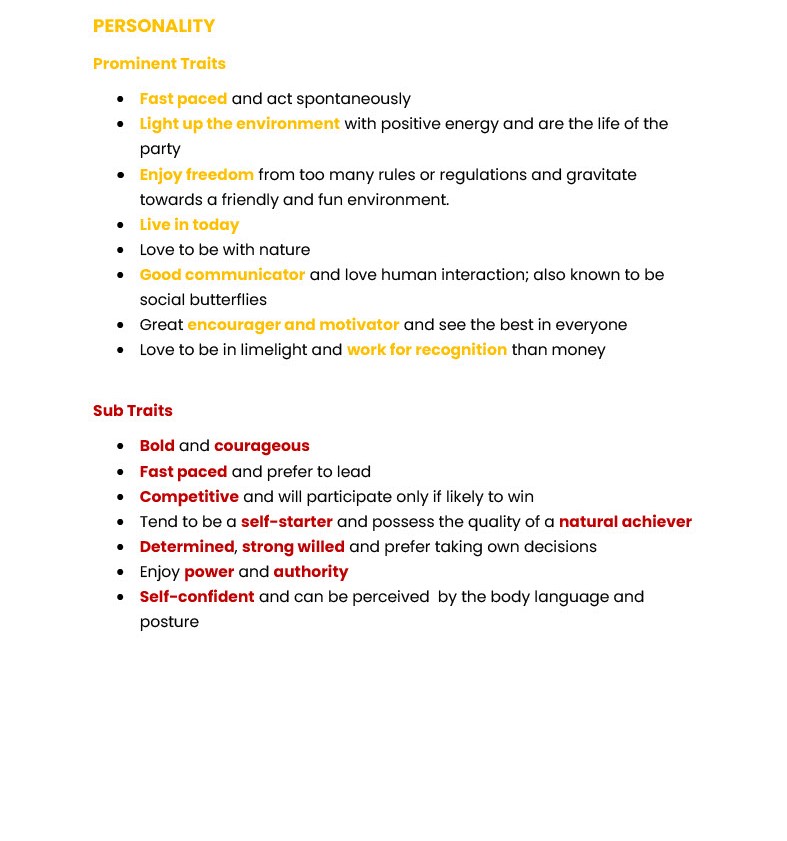 PERSONALITY
Prominent Traits
• Fast paced and act spontaneously
• Light up the environment with positive energy and are the life of the
party
• Enjoy freedom from too many rules or regulations and gravitate
towards a friendly and fun environment.
• Live in today
• Love to be with nature
• Good communicator and love human interaction; also known to be
social butterflies
• Great encourager and motivator and see the best in everyone
• Love to be in limelight and work for recognition than money
Sub Traits
• Bold and courageous
• Fast paced and prefer to lead
• Competitive and will participate only if likely to win
• Tend to be a self-starter and possess the quality of a natural achiever
• Determined, strong willed and prefer taking own decisions
• Enjoy power and authority
• Self-confident and can be perceived  by the body language and
posture